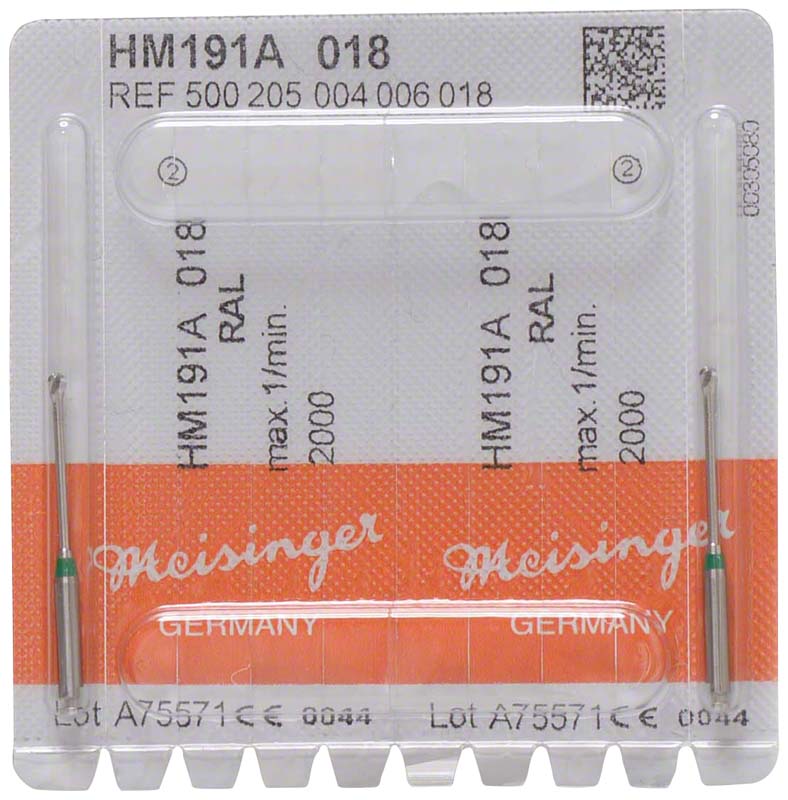 HM191A 018
REF 500 205 004 006 018
00305080
2
2
HM191A 018
RAL
max. 1/min.
2000
HM191A 018
RAL
max. 1/min.
2000
Meisinger
GERMANY
Meisinger
GERMANY
Lot A75571 CE 0044
Lot A75571 CE 0044